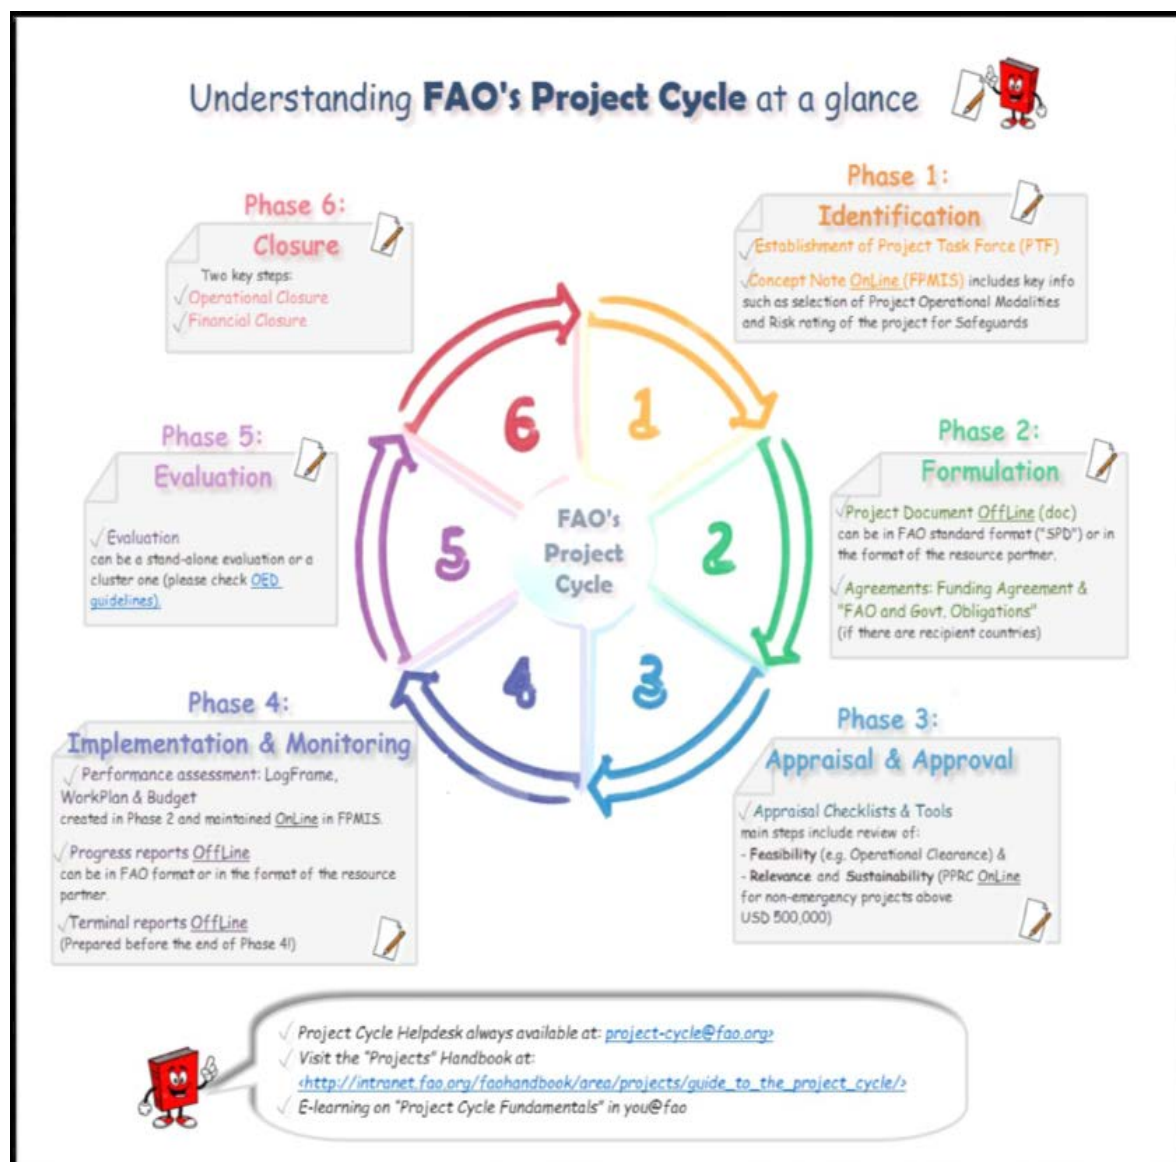 Understanding FAO's Project Cycle at a glance
Phase 1:
Identification
Establishment of Project Task Force (PTF)
Concept Note OnLine (FPMIS) includes key info
such as selection of Project Operational Modalities
and Risk rating of the project for Safeguards
Phase 2:
Formulation
Project Document OffLine (doc)
can be in FAO standard format ("SPD") or in
the format of the resource partner.
Agreements: Funding Agreement &
"FAO and Govt. Obligations"
(if there are recipient countries)
Phase 3:
Appraisal & Approval
Appraisal Checklists & Tools
main steps include review of:
- Feasibility (e.g. Operational Clearance) &
- Relevance and Sustainability (PPRC OnLine
for non-emergency projects above
USD 500,000)
Phase 4:
Implementation & Monitoring
Performance assessment: LogFrame,
WorkPlan & Budget
created in Phase 2 and maintained OnLine in FPMIS.
Progress reports OffLine
can be in FAO format or in the format of the resource
partner.
Terminal reports OffLine
(Prepared before the end of Phase 4!)
Phase 5:
Evaluation
Evaluation
can be a stand-alone evaluation or a
cluster one (please check OED
guidelines).
Phase 6:
Closure
Two key steps:
Operational Closure
Financial Closure
1
2
3
4
5
6
FAO's
Project
Cycle
Project Cycle Helpdesk always available at: project-cycle@fao.org>
Visit the "Projects" Handbook at:
<http://intranet.fao.org/faohandbook/area/projects/guide_to_the_project_cycle/>
E-learning on "Project Cycle Fundamentals" in you@fao